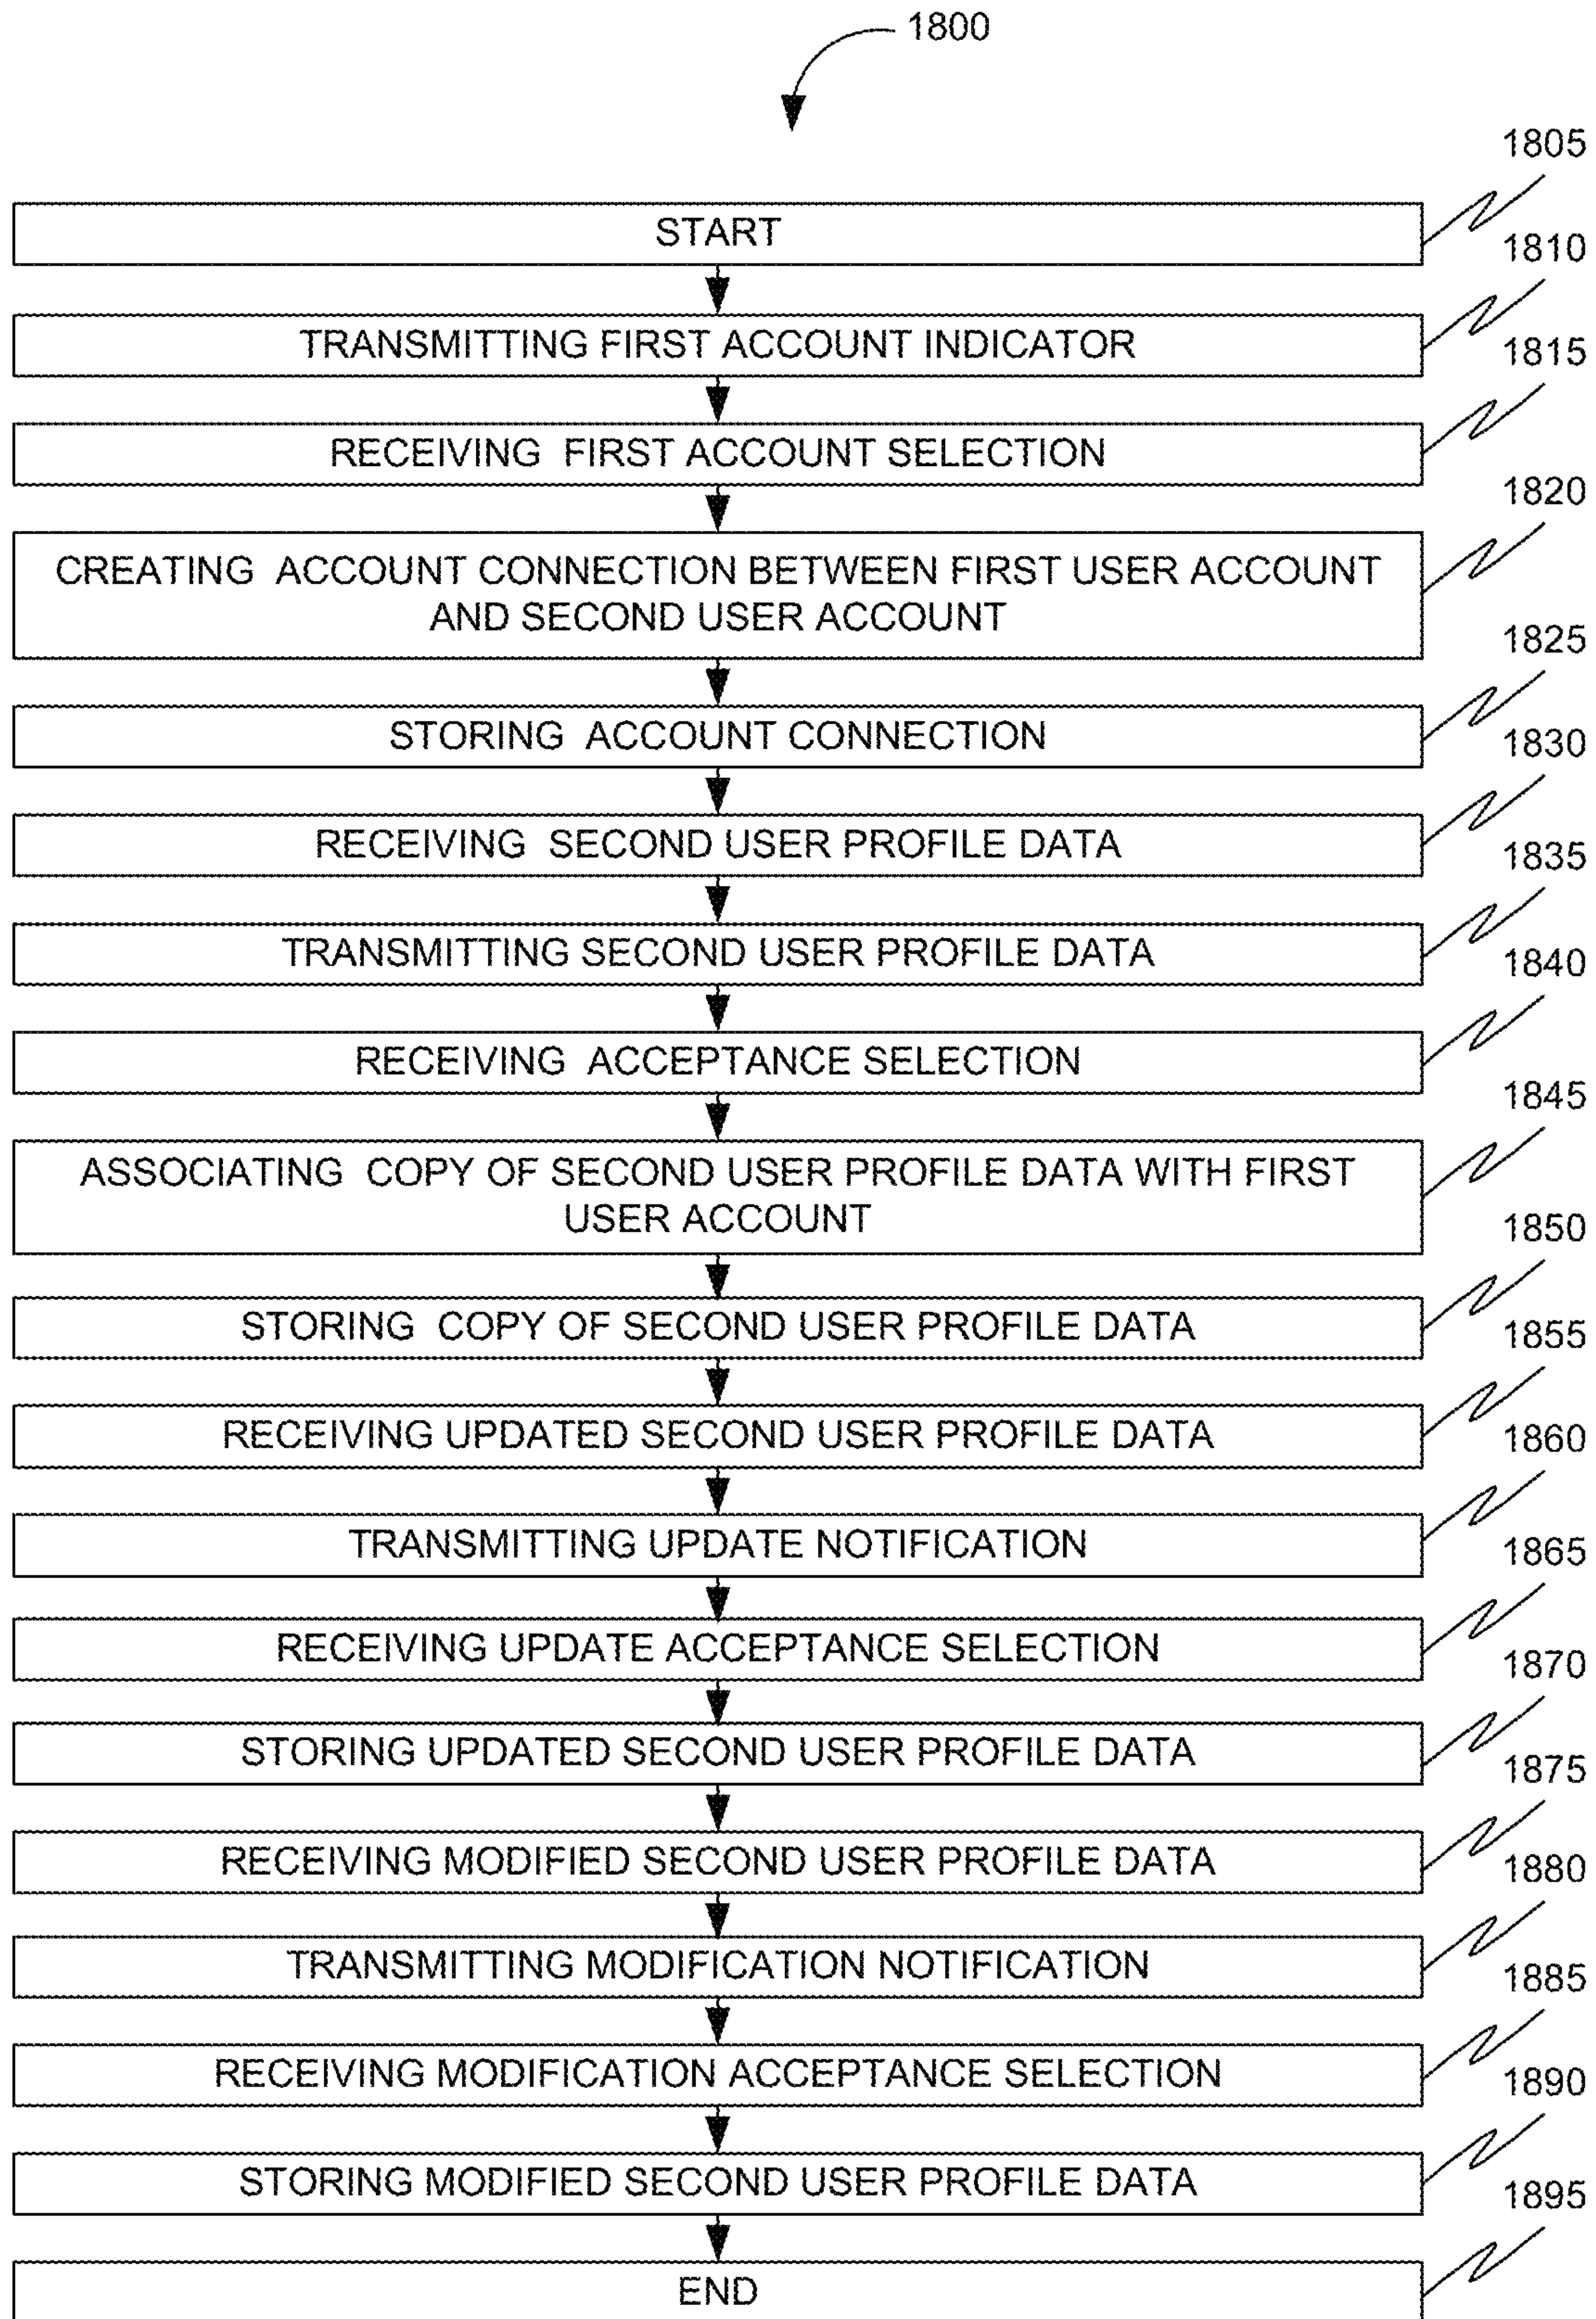 1800
1805
START
1810
TRANSMITTING FIRST ACCOUNT INDICATOR
1815
RECEIVING FIRST ACCOUNT SELECTION
1820
CREATING ACCOUNT CONNECTION BETWEEN FIRST USER ACCOUNT
AND SECOND USER ACCOUNT
1825
STORING ACCOUNT CONNECTION
1830
RECEIVING SECOND USER PROFILE DATA
1835
TRANSMITTING SECOND USER PROFILE DATA
1840
RECEIVING ACCEPTANCE SELECTION
1845
ASSOCIATING COPY OF SECOND USER PROFILE DATA WITH FIRST
USER ACCOUNT
1850
STORING COPY OF SECOND USER PROFILE DATA
1855
RECEIVING UPDATED SECOND USER PROFILE DATA
1860
TRANSMITTING UPDATE NOTIFICATION
1865
RECEIVING UPDATE ACCEPTANCE SELECTION
1870
STORING UPDATED SECOND USER PROFILE DATA
1875
RECEIVING MODIFIED SECOND USER PROFILE DATA
1880
TRANSMITTING MODIFICATION NOTIFICATION
1885
RECEIVING MODIFICATION ACCEPTANCE SELECTION
1890
STORING MODIFIED SECOND USER PROFILE DATA
1895
END